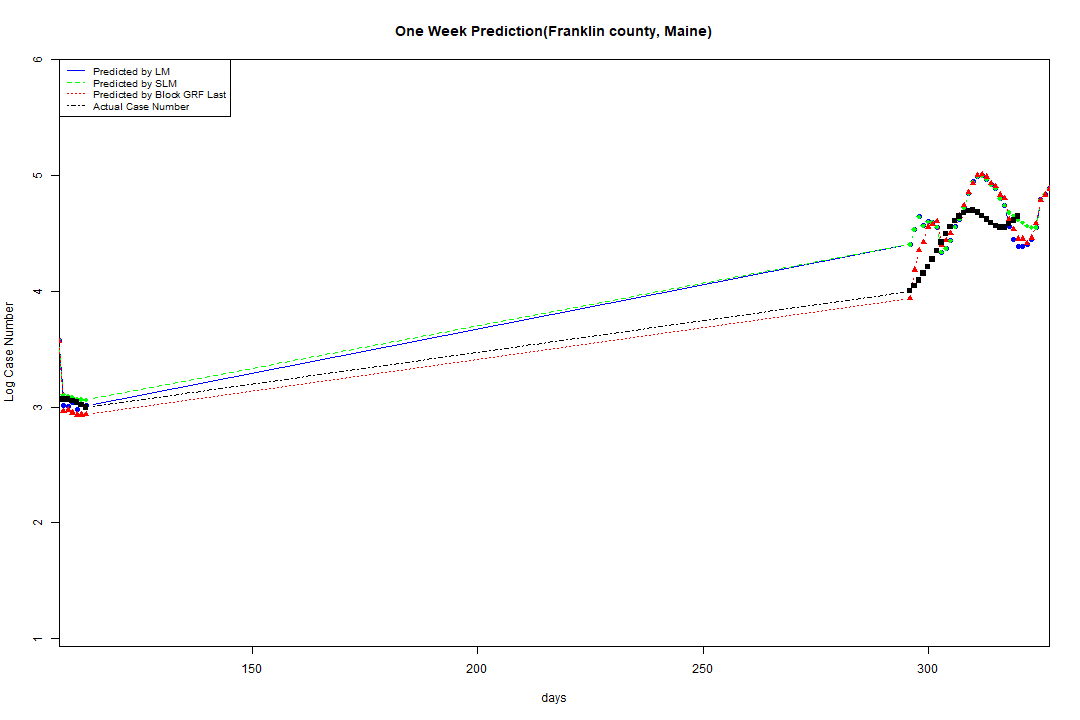 One Week Prediction(Franklin county, Maine)
Predicted by LM
Predicted by SLM
Predicted by Block GRF Last
Actual Case Number
Log Case Number
6
5
4
3
2
1
150
200
250
300
days